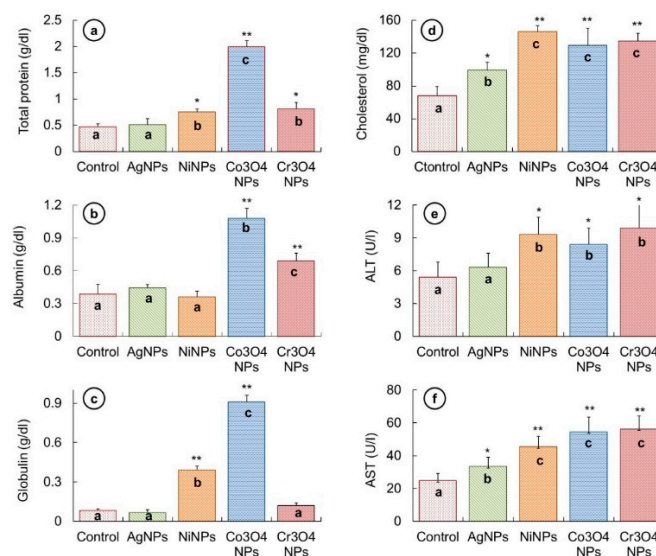 a
Total protein (g/dl)
2.5
2
1.5
1
0.5
0
a
a
*
b
**
c
*
b
Control
AgNPs
NiNPs
Co3O4
NPs
Cr3O4
NPs
b
Albumin (g/dl)
1.2
0.9
0.6
0.3
0
a
a
a
**
b
**
c
Control
AgNPs
NiNPs
Co3O4
NPs
Cr3O4
NPs
c
Globulin (g/dl)
0.9
0.6
0.3
0
a
a
**
b
**
c
a
Control
AgNPs
NiNPs
Co3O4
NPs
Cr3O4
NPs
d
Cholesterol (mg/dl)
160
120
80
40
0
a
*
b
**
c
**
c
**
c
Ctontrol
AgNPs
NiNPs
Co3O4
NPs
Cr3O4
NPs
e
ALT (U/l)
12
9
6
3
0
a
a
*
b
*
b
*
b
Control
AgNPs
NiNPs
Co3O4
NPs
Cr3O4
NPs
f
AST (U/l)
80
60
40
20
0
a
*
b
**
c
**
c
**
c
Control
AgNPs
NiNPs
Co3O4
NPs
Cr3O4
NPs